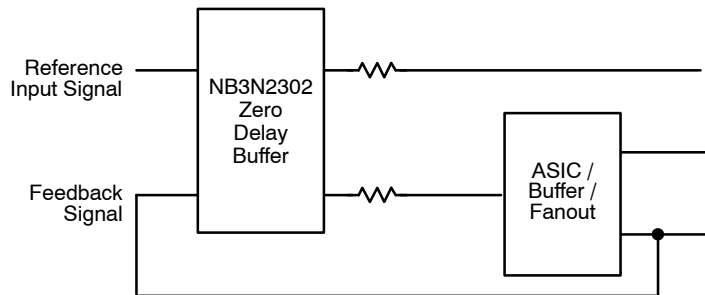 Reference
Input Signal
NB3N2302
Zero
Delay
Buffer
Feedback
Signal
ASIC /
Buffer /
Fanout